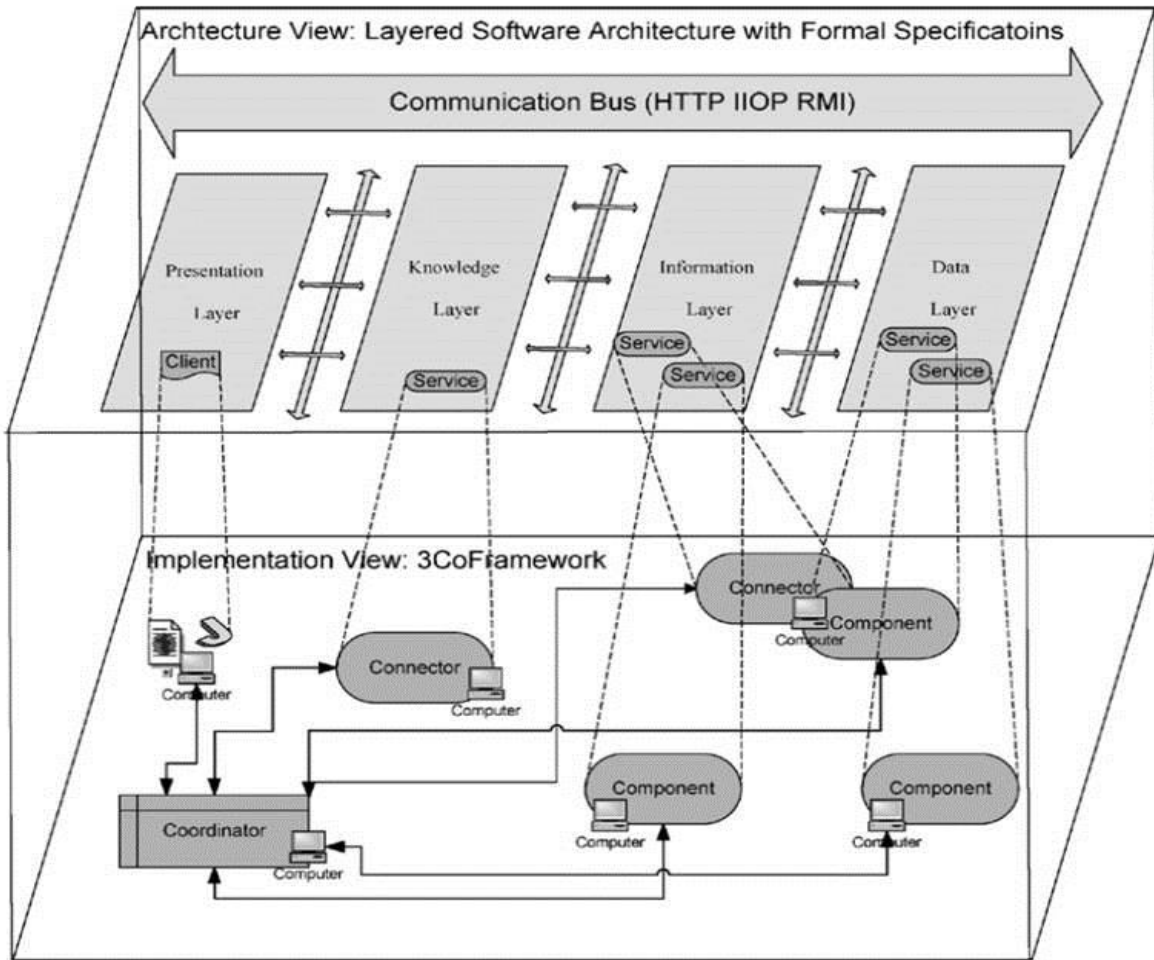 Archtecture View: Layered Software Architecture with Formal Specificatoins
Communication Bus (HTTP IIOP RMI)
Presentation
Layer
Knowledge
Layer
Information
Layer
Data
Layer
Client
Service
Service
Service
Service
Service
Implementation View: 3CoFramework
Connector
Computer
Connector
Computer
Component
Computer
Coordinator
Computer
Component
Computer
Component
Computer